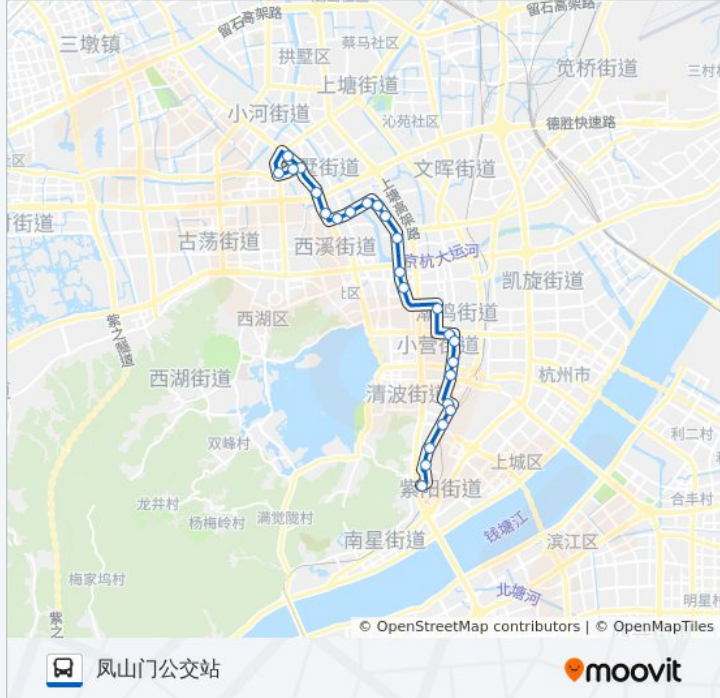 留石高架路
留石高架路
三墩镇
蔡马社区
拱墅区
笕桥街道
三村村
上塘街道
小河街道
沁苑社区
德胜快速路
社区
墅街道
文晖街道
上塘高架路
街道
古荡街道
西溪街道
京杭大运河
凯旋街道
社区
西湖区
潮鸣街道
紫之隧道
小营街道
西湖街道
杭州市
清波街道
利二村
双峰村
上城区
紫阳街道
合丰村
龙井村
杨梅岭村
满觉陇村
钱塘江
南星街道
滨江区
梅家坞村
北塘河
明星村
紫之
© OpenStreetMap contributors | © OpenMapTiles
凤山门公交站
moovit